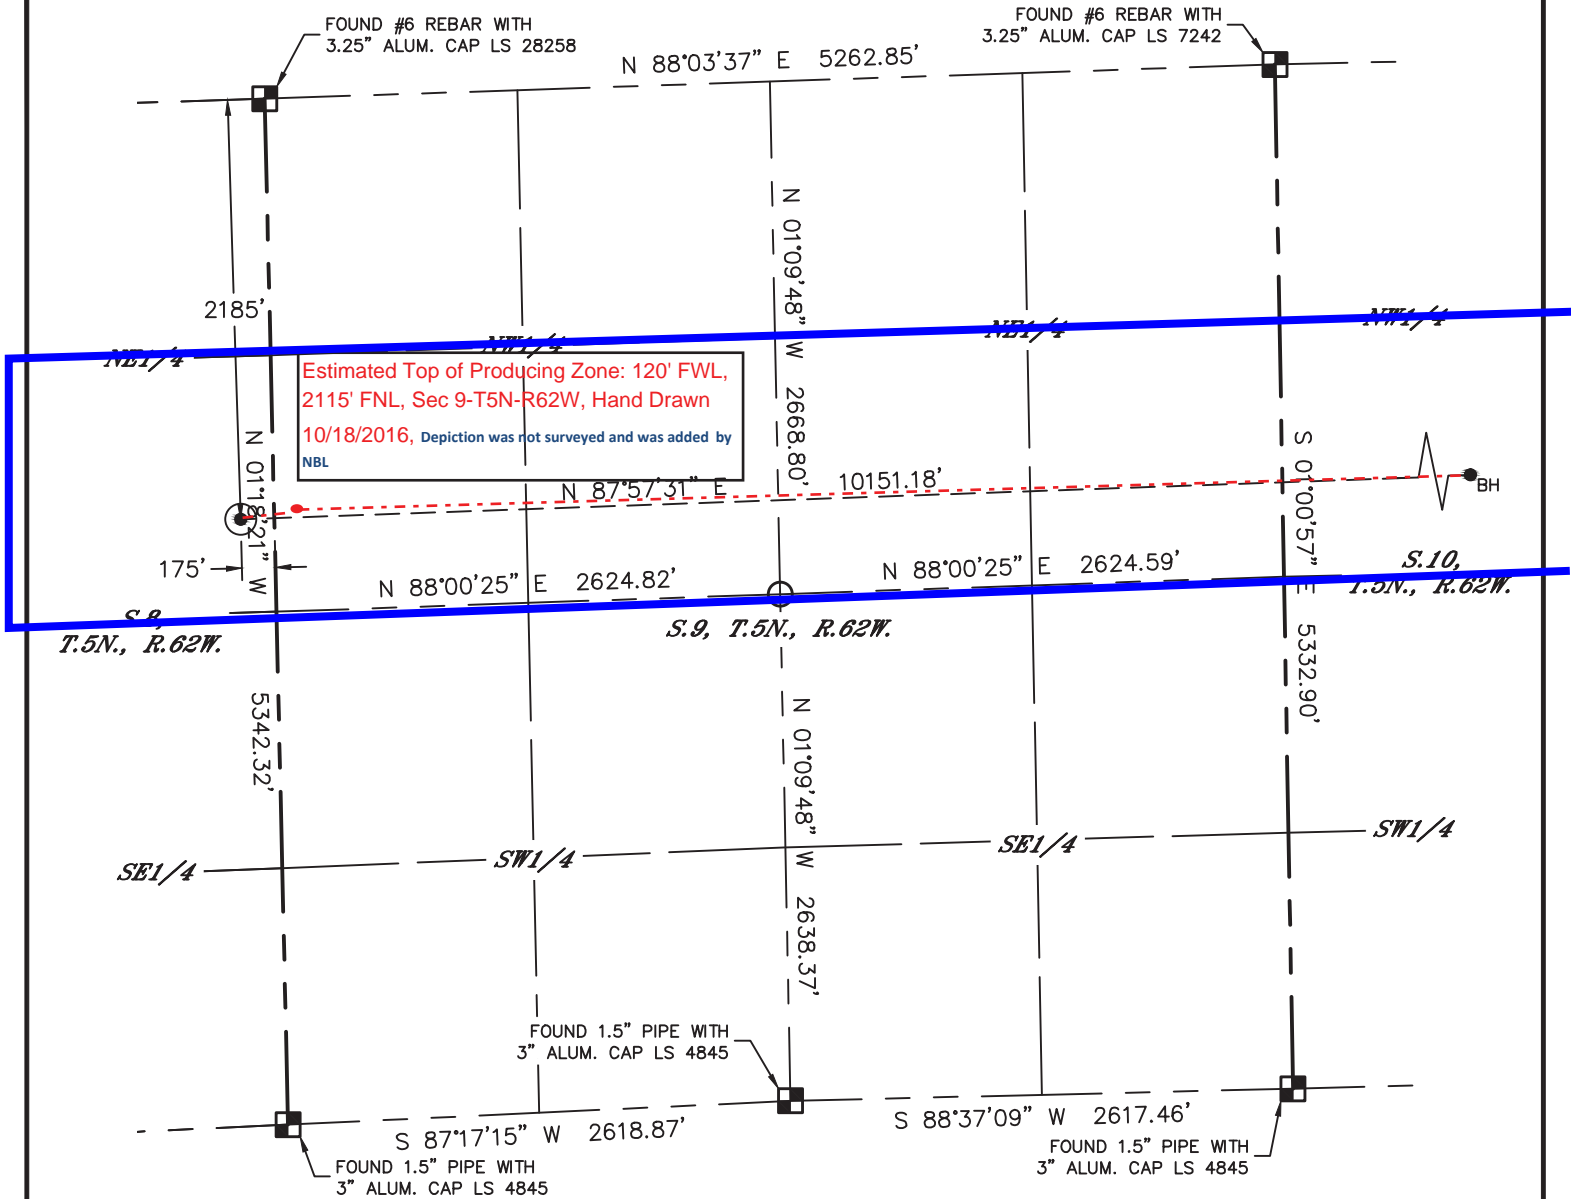 FOUND #6 REBAR WITH
3.25" ALUM. CAP LS 28258
FOUND #6 REBAR WITH
3.25" ALUM. CAP LS 7242
N 88°03'37" E 5262.85'
2185'
N 01°09'48" W 2668.80'
NE1/4
NW1/4
NE1/4
NW1/4
Estimated Top of Producing Zone: 120' FWL,
2115' FNL, Sec 9-T5N-R62W, Hand Drawn
10/18/2016, Depiction was not surveyed and was added by
NBL
N 01°18'21" W 5342.32'
S 01°00'57" E 5332.90'
N 87°57'31" E 10151.18'
BH
175'
N 88°00'25" E 2624.82'
N 88°00'25" E 2624.59'
S.8,
T.5N., R.62W.
S.9, T.5N., R.62W.
S.10,
T.5N., R.62W.
N 01°09'48" W 2638.37'
SE1/4
SW1/4
SE1/4
SW1/4
FOUND 1.5" PIPE WITH
3" ALUM. CAP LS 4845
S 87°17'15" W 2618.87'
S 88°37'09" W 2617.46'
FOUND 1.5" PIPE WITH
3" ALUM. CAP LS 4845
FOUND 1.5" PIPE WITH
3" ALUM. CAP LS 4845